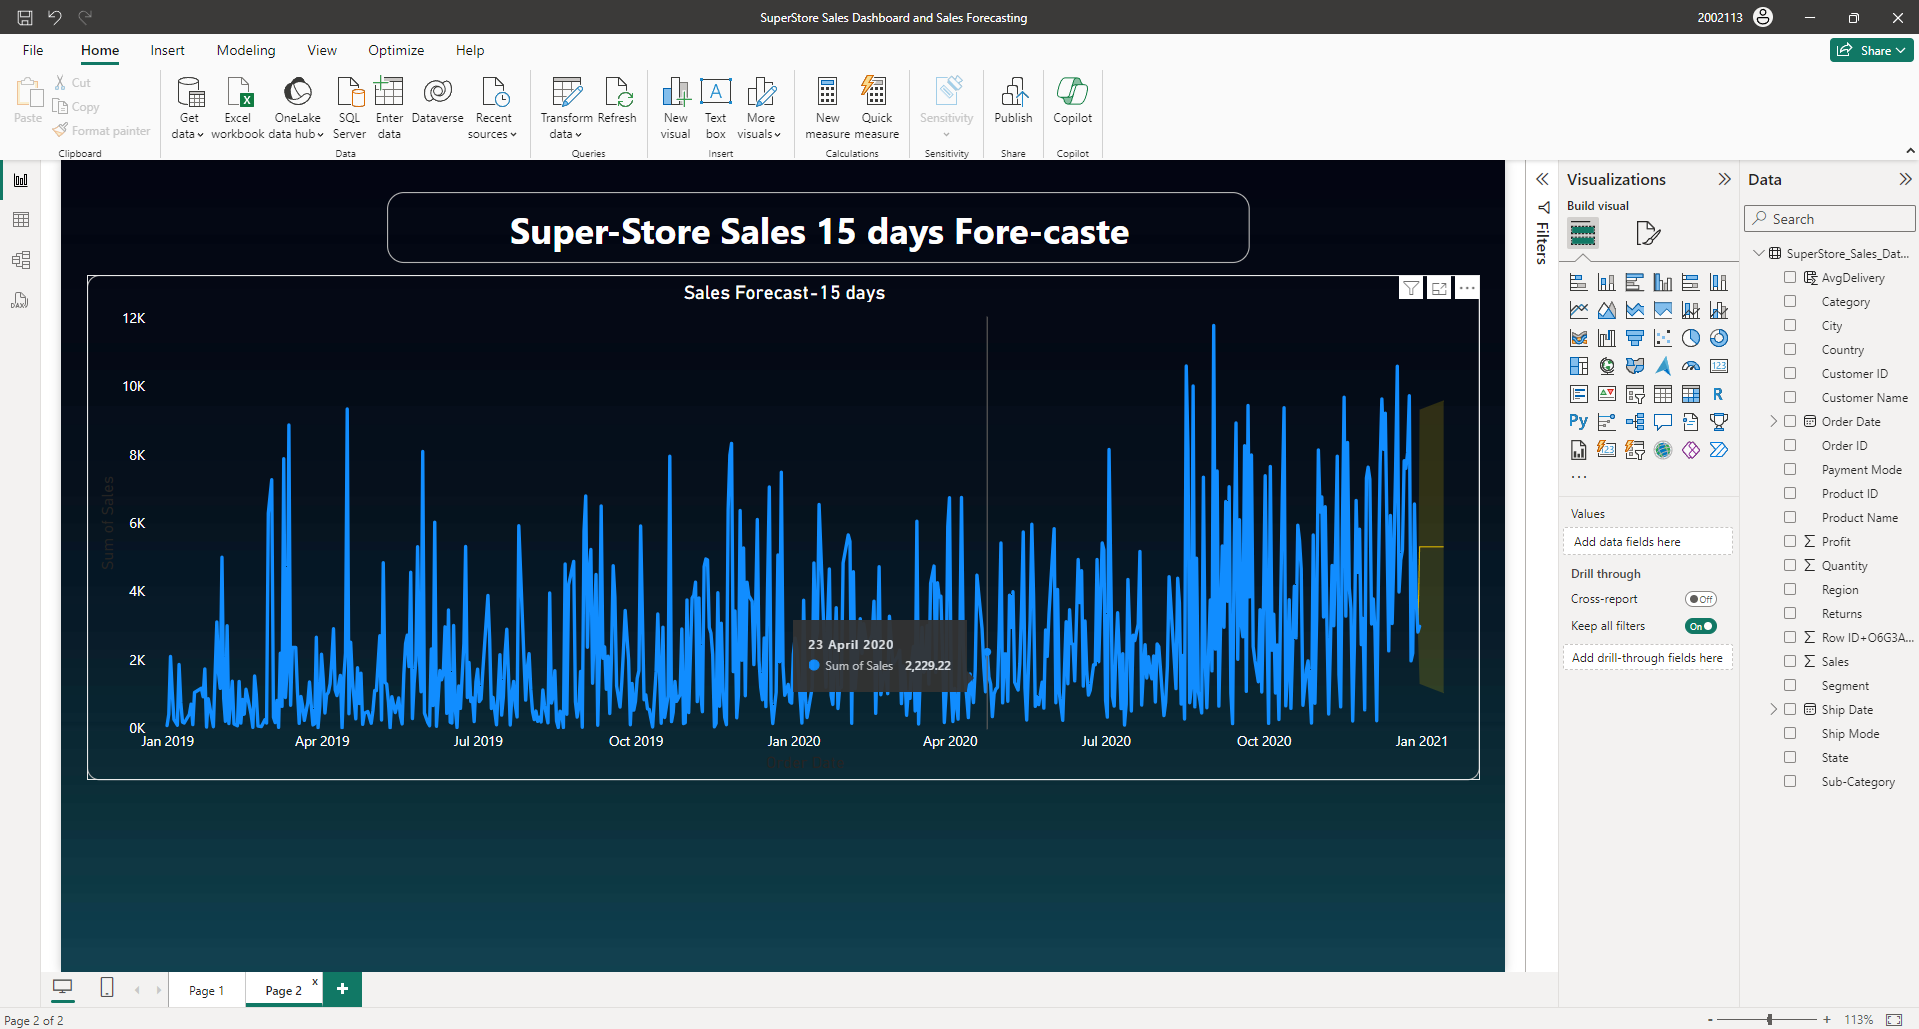 SuperStore Sales Dashboard and Sales Forecasting
2002113
File Home Insert Modeling View Optimize Help
Share
Paste
Cut
Copy
Format painter
Clipboard
Get data
Excel workbook
OneLake data hub
SQL Server
Enter data
Dataverse
Recent sources
Data
Transform data
Refresh
Queries
New visual
Text box
More visuals
Insert
New measure
Quick measure
Calculations
Sensitivity
Sensitivity
Publish
Share
Copilot
Copilot
Super-Store Sales 15 days Fore-caste
Sales Forecast-15 days
Sum of Sales
12K
10K
8K
6K
4K
2K
0K
23 April 2020
Sum of Sales 2,229.22
Jan 2019 Apr 2019 Jul 2019 Oct 2019 Jan 2020 Apr 2020 Jul 2020 Oct 2020 Jan 2021
Order Date
Filters
Visualizations
Build visual
R
Py
123
...
Values
Add data fields here
Drill through
Cross-report Off
Keep all filters On
Add drill-through fields here
Data
Search
SuperStore_Sales_Dat...
AvgDelivery
Category
City
Country
Customer ID
Customer Name
Order Date
Order ID
Payment Mode
Product ID
Product Name
Profit
Quantity
Region
Returns
Row ID+O6G3A...
Sales
Segment
Ship Date
Ship Mode
State
Sub-Category
Page 1
Page 2 x
+
Page 2 of 2
- + 113%